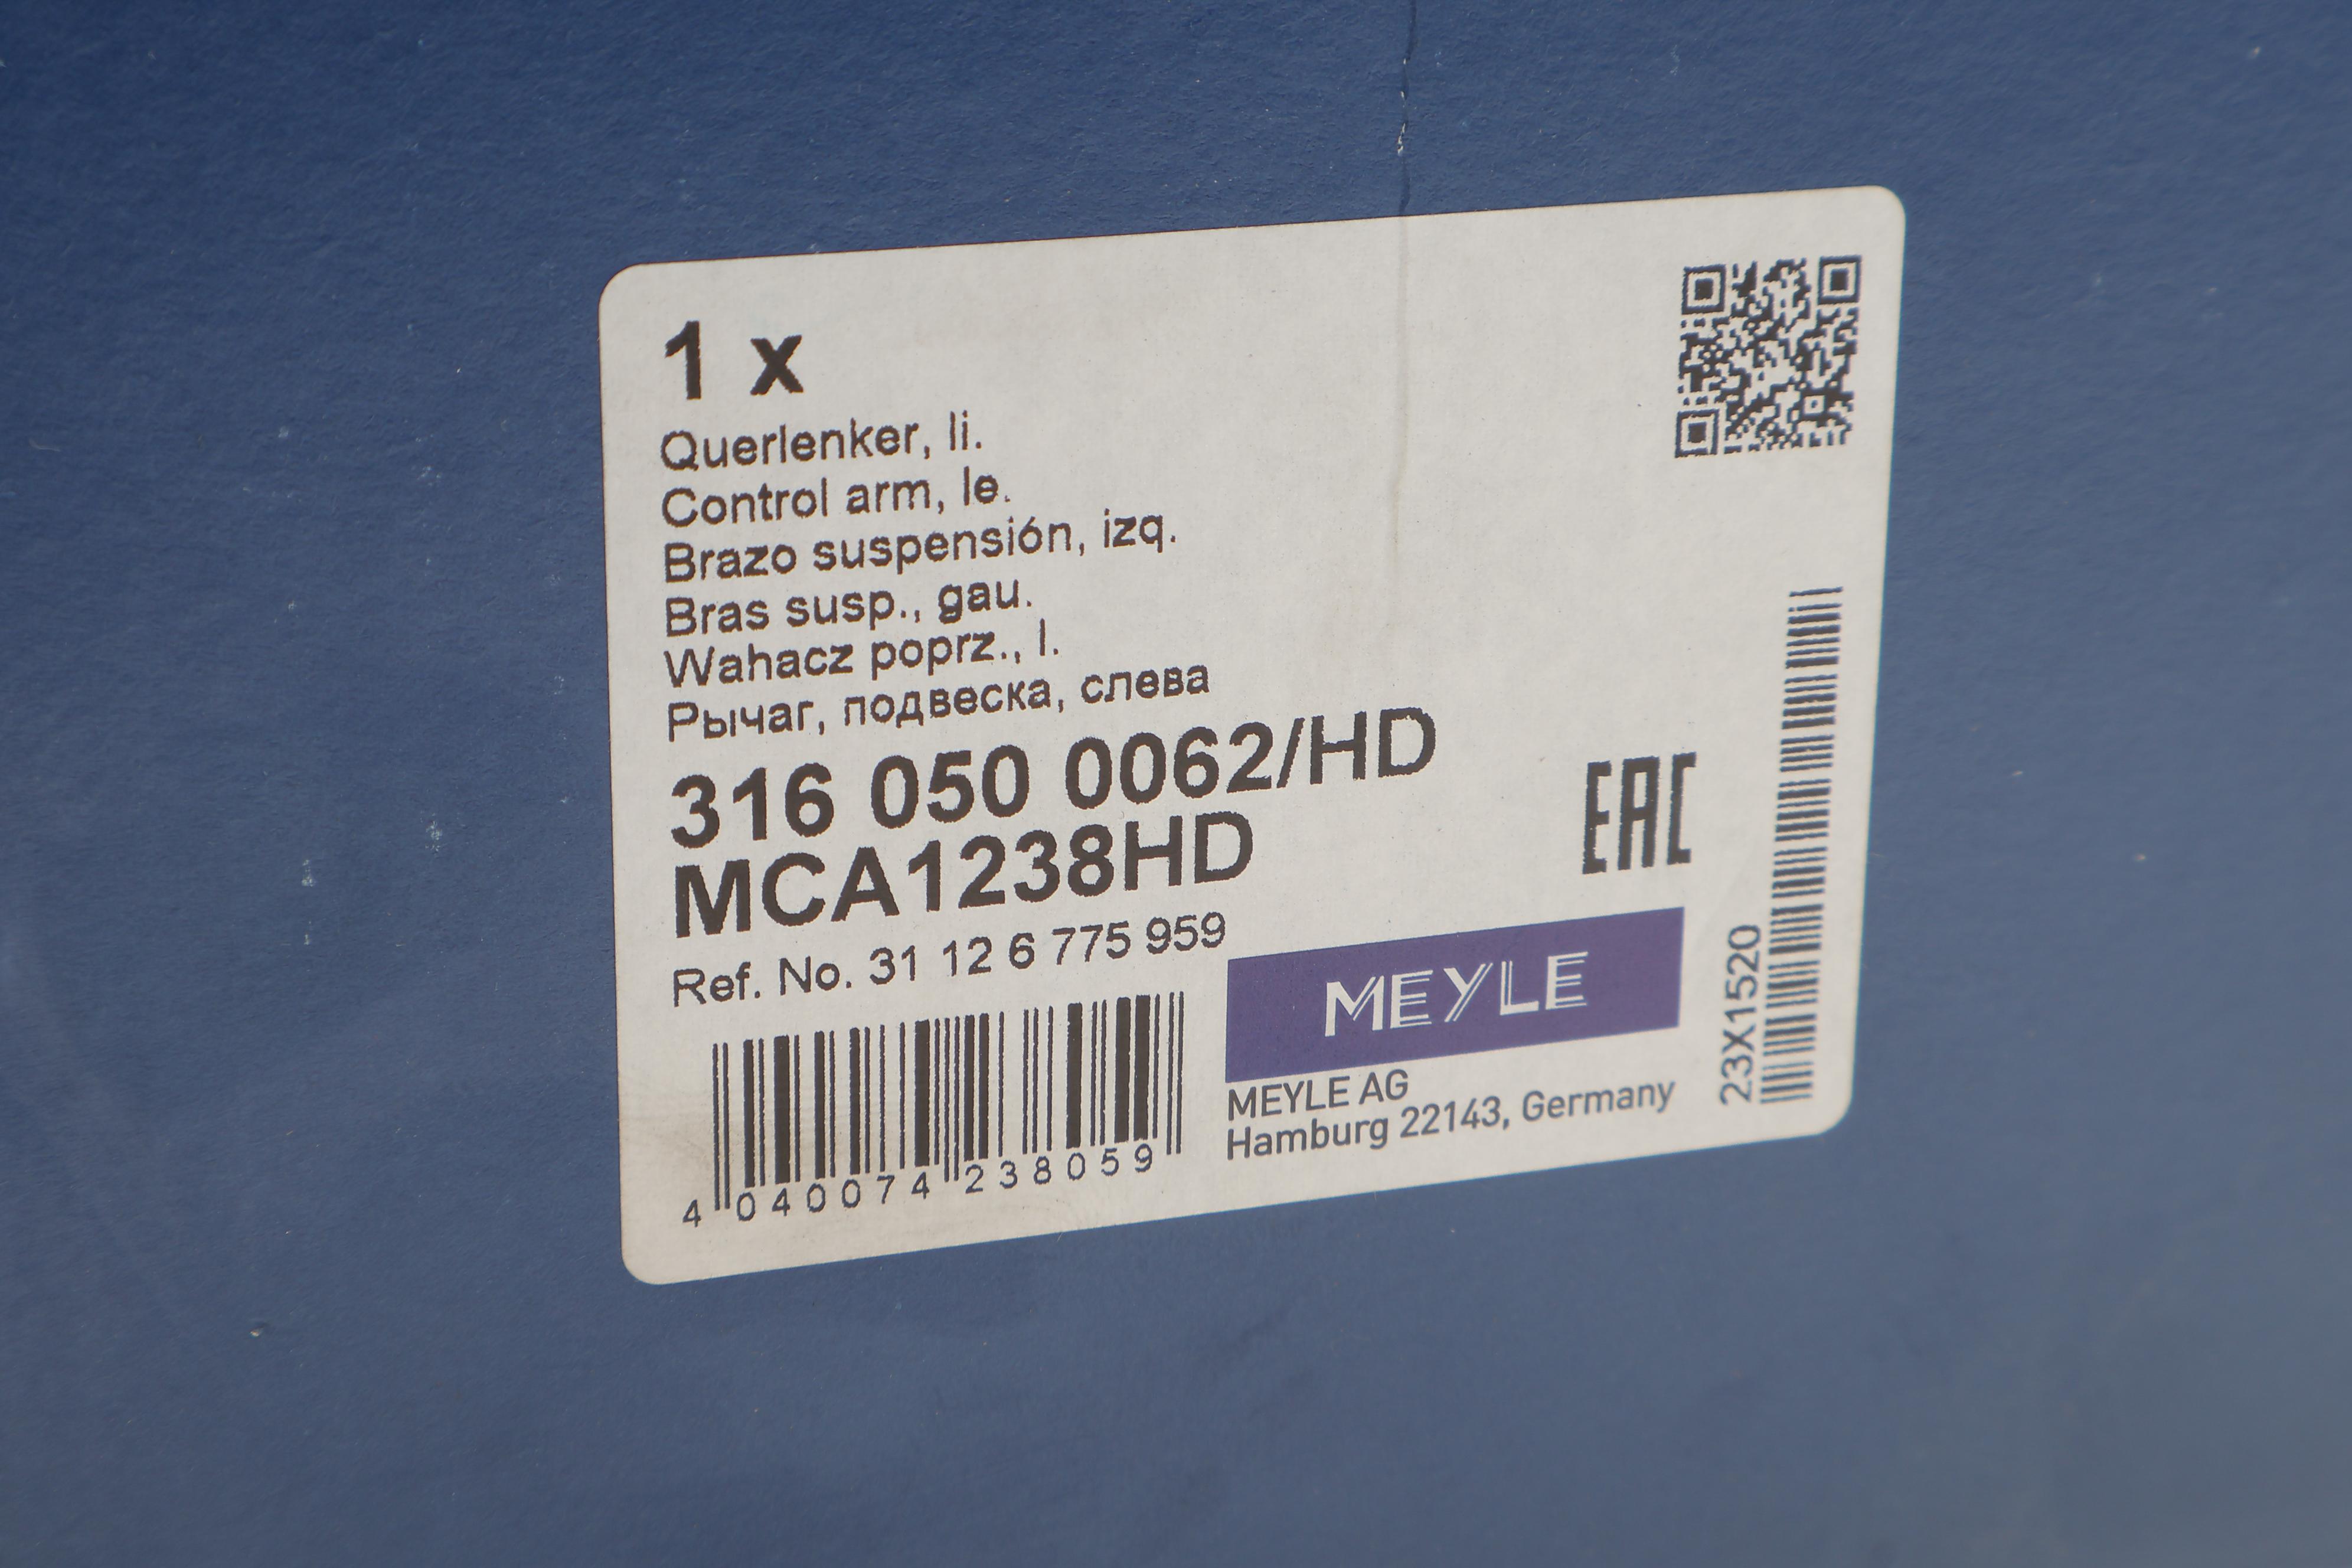 1 x
Querlenker, li.
Control arm, le.
Brazo suspensión, izq.
Bras susp., gau.
Wahacz poprz., l.
Рычаг, подвеска, слева
316 050 0062/HD
MCA1238HD
Ref. No. 31 12 6 775 959
4 040074 238059
EAC
MEYLE
MEYLE AG
Hamburg 22143, Germany
23X1520